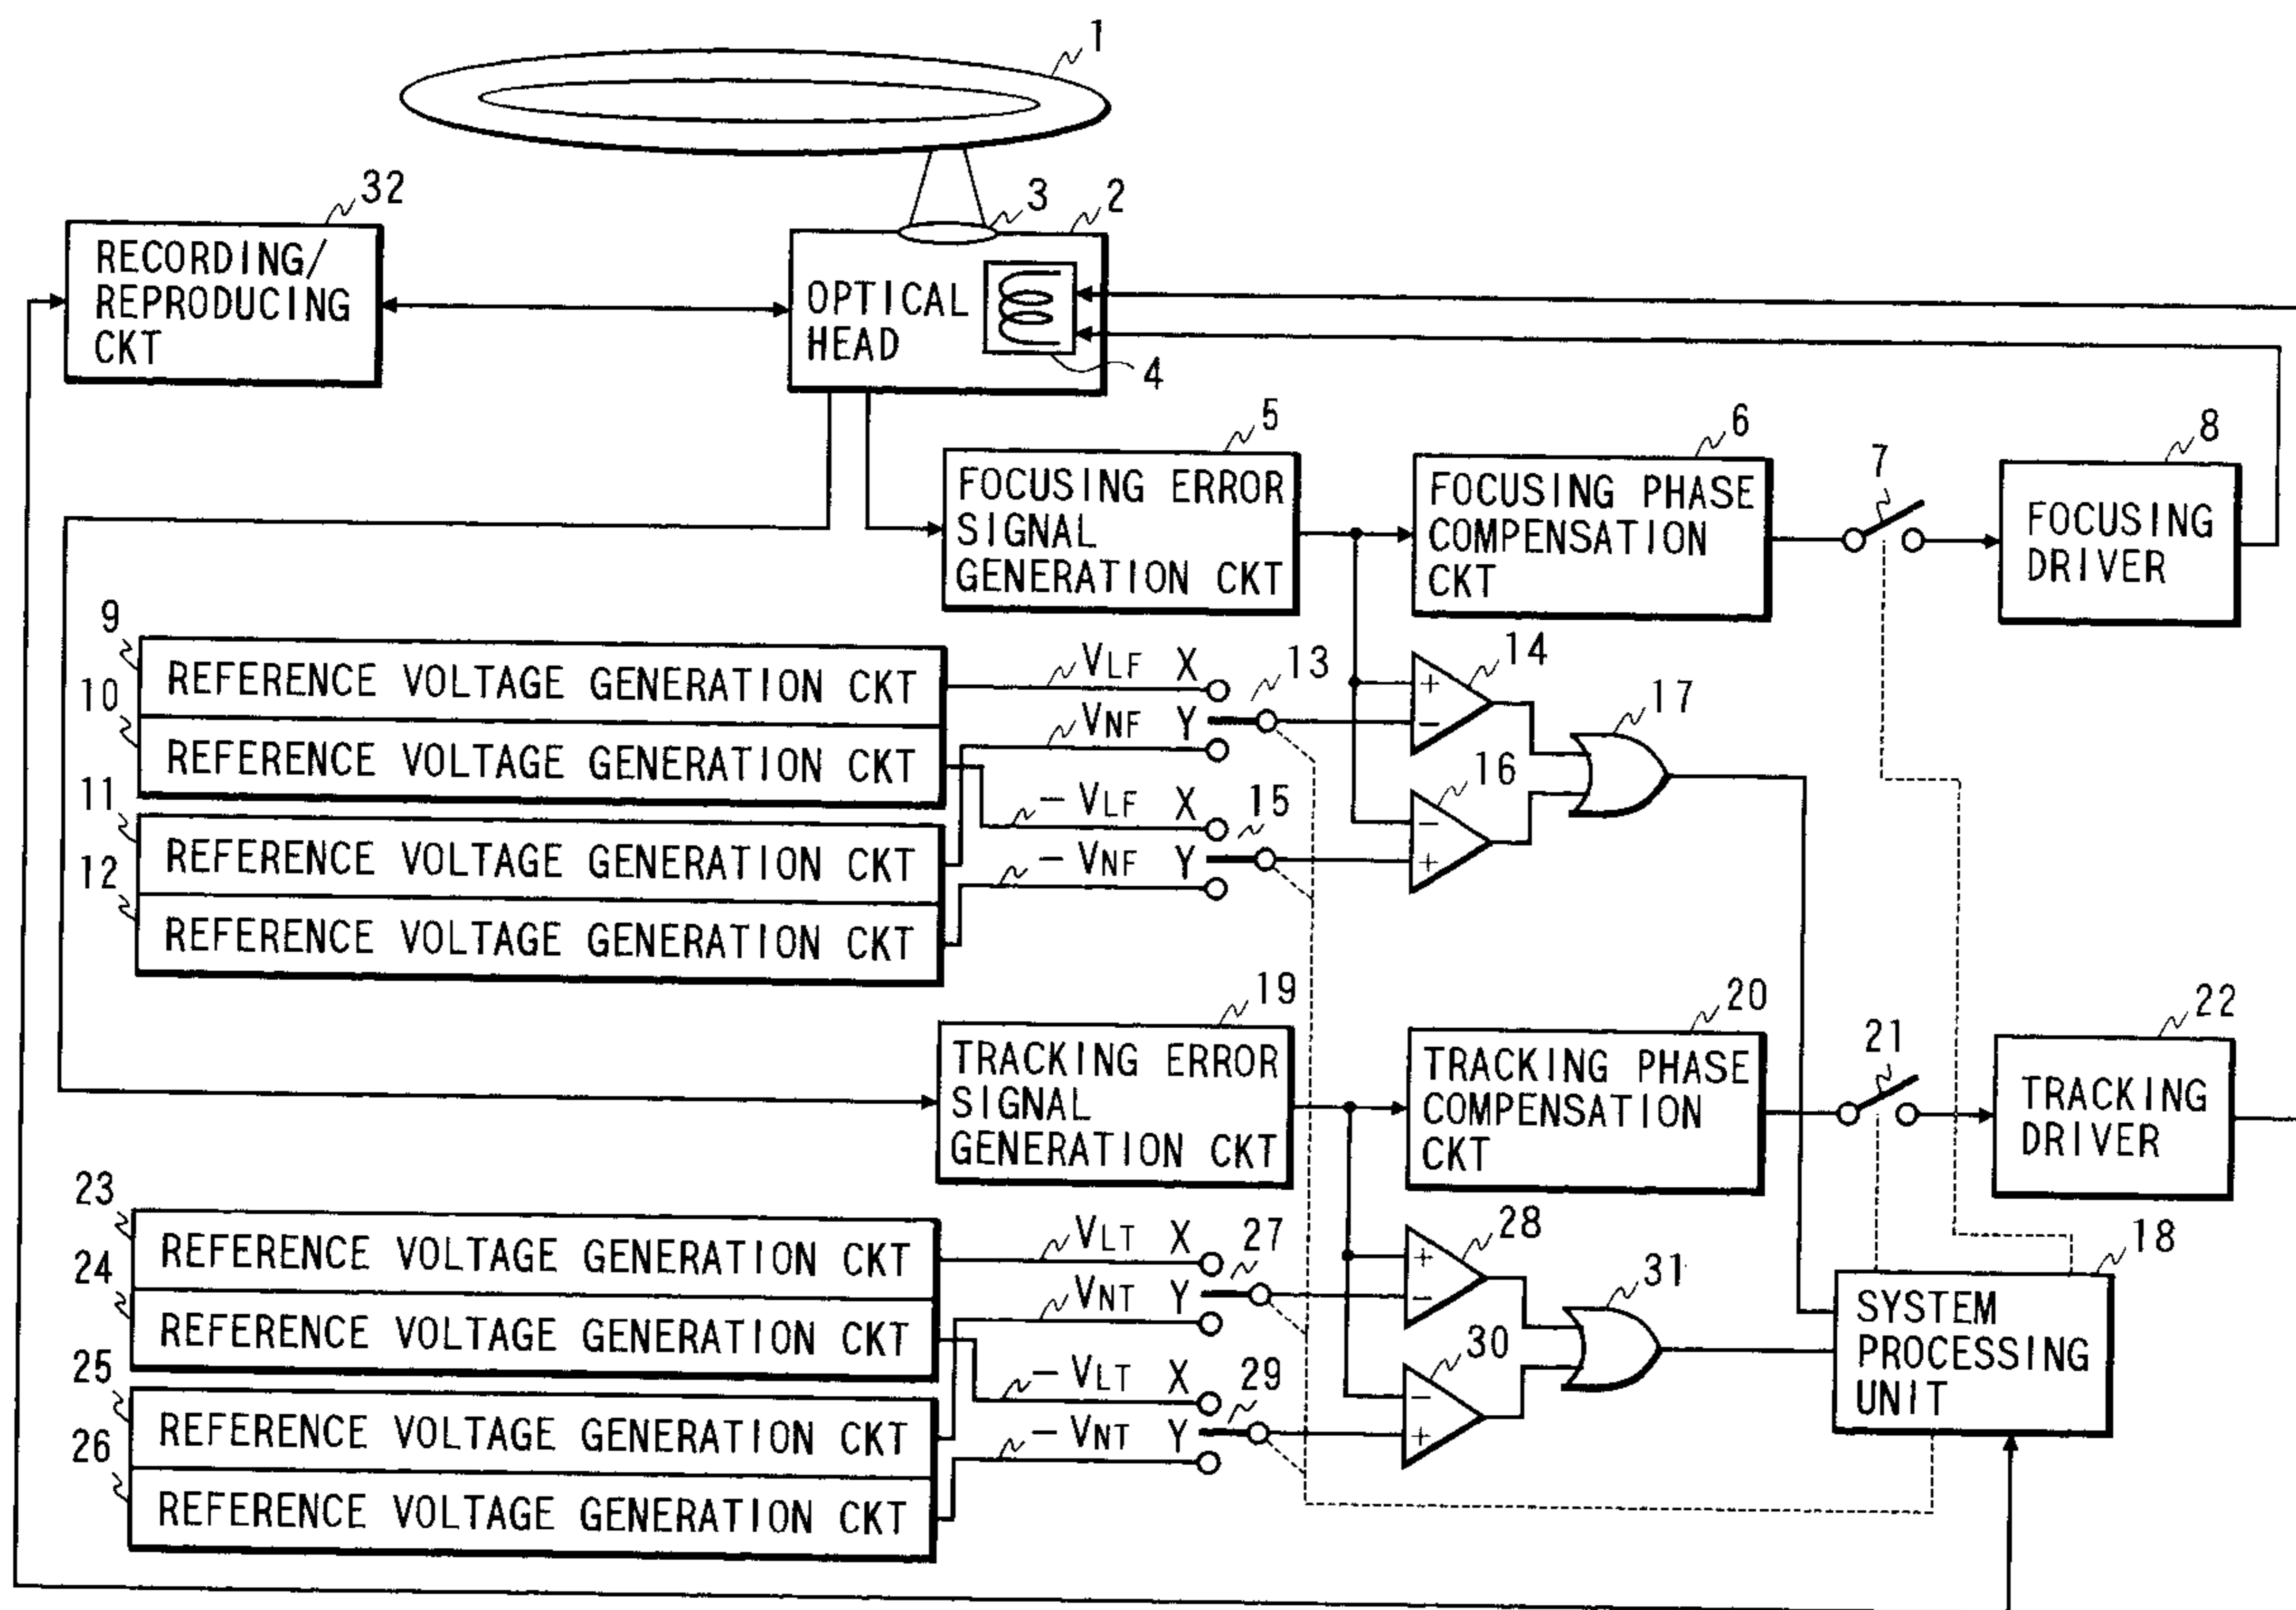 1
32
3
2
RECORDING/
REPRODUCING
CKT
OPTICAL
HEAD
4
5
6
7
8
FOCUSING ERROR
SIGNAL
GENERATION CKT
FOCUSING PHASE
COMPENSATION
CKT
FOCUSING
DRIVER
9
REFERENCE VOLTAGE GENERATION CKT
VLF X
13
14
10
REFERENCE VOLTAGE GENERATION CKT
VNF Y
+
−
17
11
REFERENCE VOLTAGE GENERATION CKT
−VLF X
15
16
12
REFERENCE VOLTAGE GENERATION CKT
−VNF Y
−
+
19
20
21
22
TRACKING ERROR
SIGNAL
GENERATION CKT
TRACKING PHASE
COMPENSATION
CKT
TRACKING
DRIVER
23
REFERENCE VOLTAGE GENERATION CKT
VLT X
27
28
18
24
REFERENCE VOLTAGE GENERATION CKT
VNT Y
+
−
31
SYSTEM
PROCESSING
UNIT
25
REFERENCE VOLTAGE GENERATION CKT
−VLT X
29
30
26
REFERENCE VOLTAGE GENERATION CKT
−VNT Y
−
+